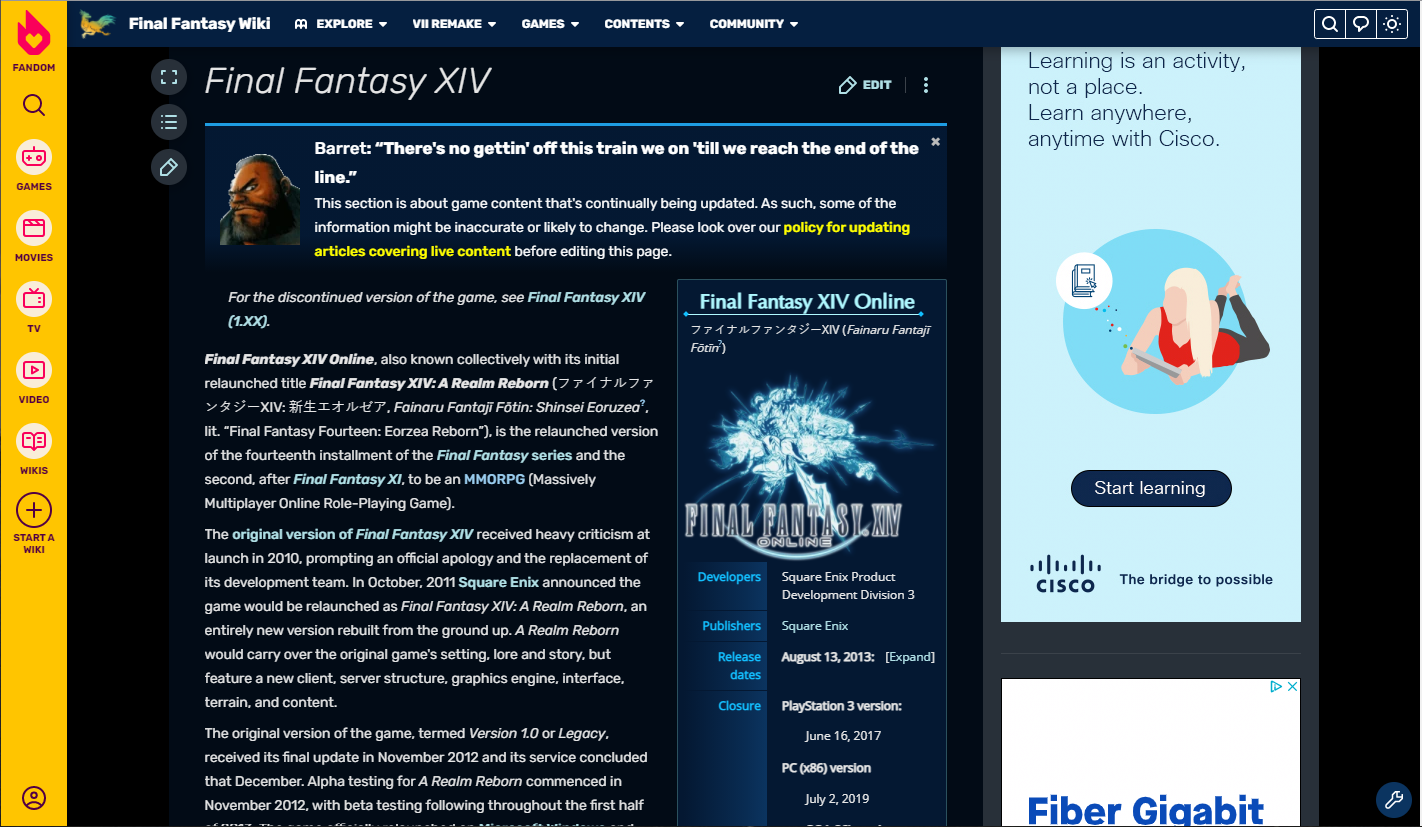 FANDOM
GAMES
MOVIES
TV
VIDEO
WIKIS
START A
WIKI
Final Fantasy Wiki
EXPLORE
VII REMAKE
GAMES
CONTENTS
COMMUNITY
Final Fantasy XIV
EDIT
Barret: “There's no gettin' off this train we on 'till we reach the end of the
line.”
This section is about game content that's continually being updated. As such, some of the
information might be inaccurate or likely to change. Please look over our policy for updating
articles covering live content before editing this page.
For the discontinued version of the game, see Final Fantasy XIV
(1.XX).
Final Fantasy XIV Online, also known collectively with its initial
relaunched title Final Fantasy XIV: A Realm Reborn (ファイナルファ
ンタジーXIV: 新生エオルゼア, Fainaru Fantajī Fōtin: Shinsei Eoruzea?,
lit. “Final Fantasy Fourteen: Eorzea Reborn”), is the relaunched version
of the fourteenth installment of the Final Fantasy series and the
second, after Final Fantasy XI, to be an MMORPG (Massively
Multiplayer Online Role-Playing Game).
The original version of Final Fantasy XIV received heavy criticism at
launch in 2010, prompting an official apology and the replacement of
its development team. In October, 2011 Square Enix announced the
game would be relaunched as Final Fantasy XIV: A Realm Reborn, an
entirely new version rebuilt from the ground up. A Realm Reborn
would carry over the original game's setting, lore and story, but
feature a new client, server structure, graphics engine, interface,
terrain, and content.
The original version of the game, termed Version 1.0 or Legacy,
received its final update in November 2012 and its service concluded
that December. Alpha testing for A Realm Reborn commenced in
November 2012, with beta testing following throughout the first half
Final Fantasy XIV Online
ファイナルファンタジーXIV (Fainaru Fantajī
Fōtīn?)
FINAL FANTASY XIV
ONLINE
Developers
Square Enix Product
Development Division 3
Publishers
Square Enix
Release
dates
August 13, 2013: [Expand]
Closure
PlayStation 3 version:
June 16, 2017
PC (x86) version
July 2, 2019
Learning is an activity,
not a place.
Learn anywhere,
anytime with Cisco.
Start learning
CISCO
The bridge to possible
Fiber Gigabit